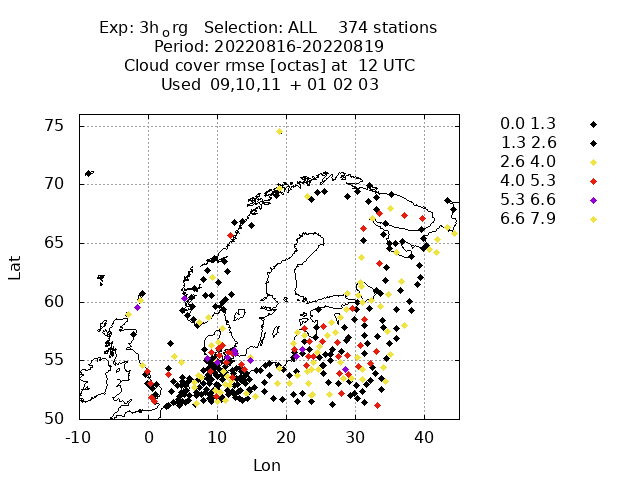 Exp: 3h_org   Selection: ALL    374 stations
Period: 20220816-20220819
Cloud cover rmse [octas] at  12 UTC
Used  09,10,11  + 01 02 03
0.0 1.3
1.3 2.6
2.6 4.0
4.0 5.3
5.3 6.6
6.6 7.9
75
70
65
60
55
50
Lat
-10 0 10 20 30 40
Lon